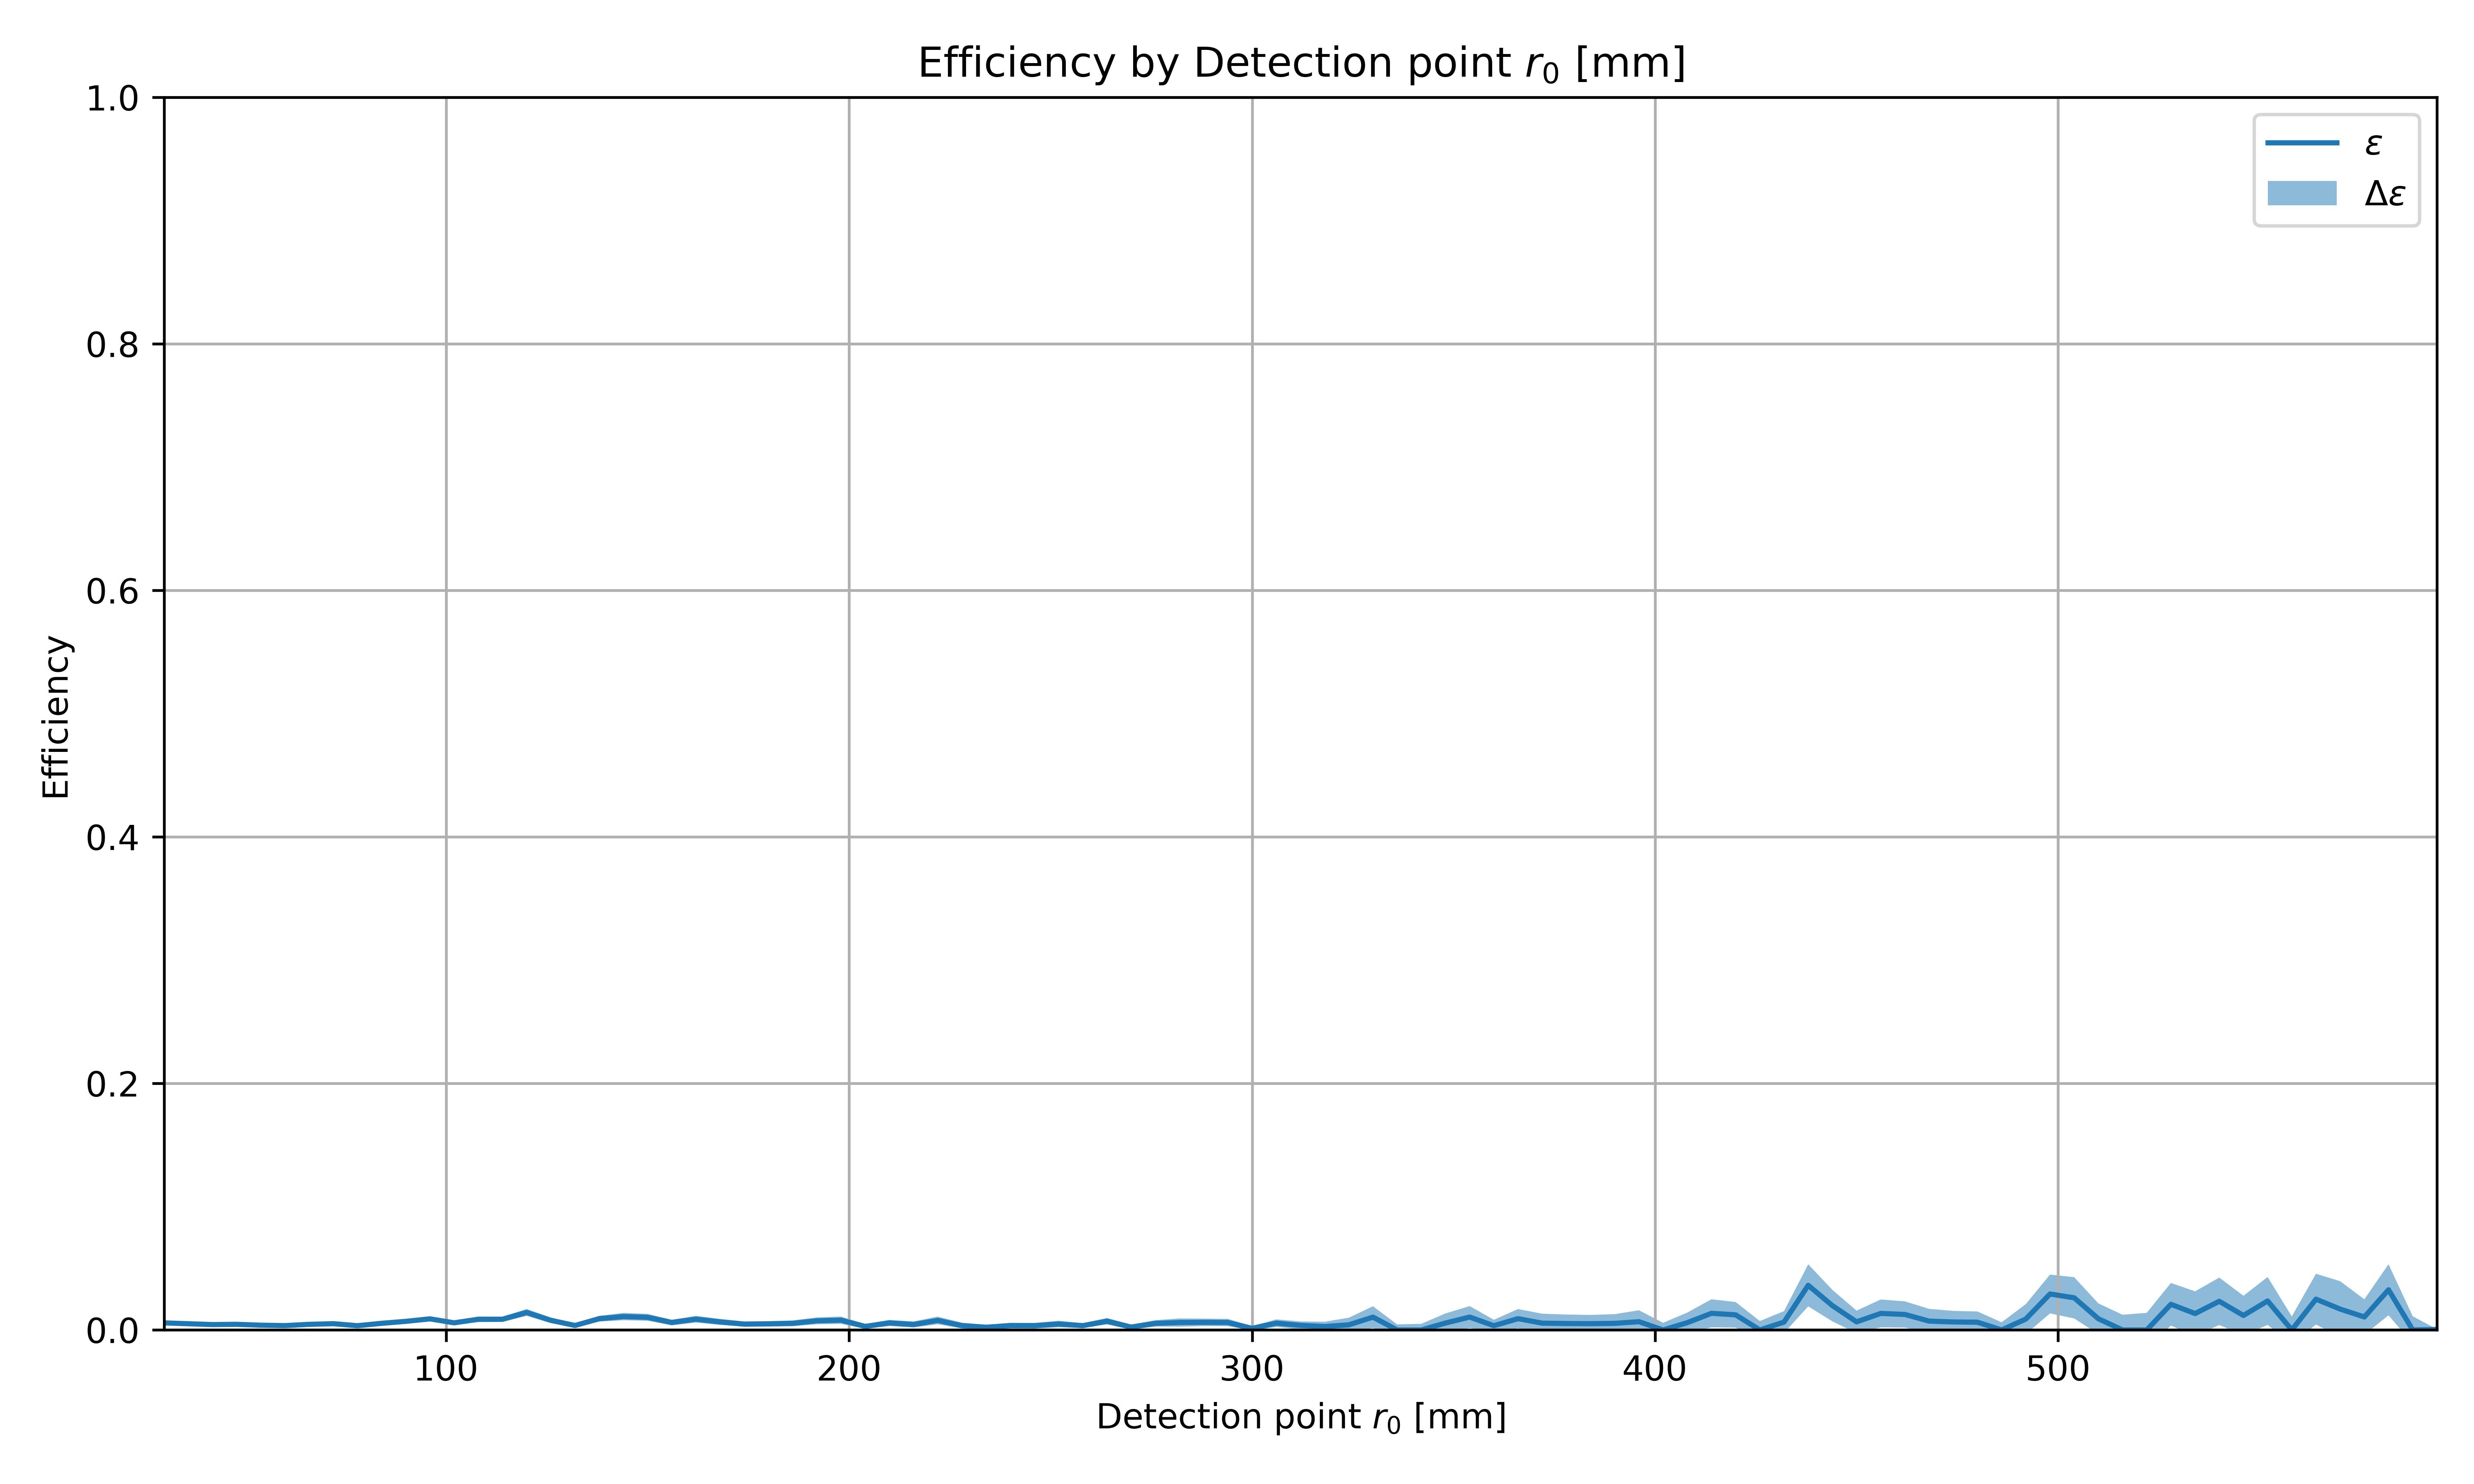 Efficiency by Detection point r₀ [mm]
1.0
0.8
0.6
0.4
0.2
0.0
Efficiency
ε
Δε
100 200 300 400 500
Detection point r₀ [mm]